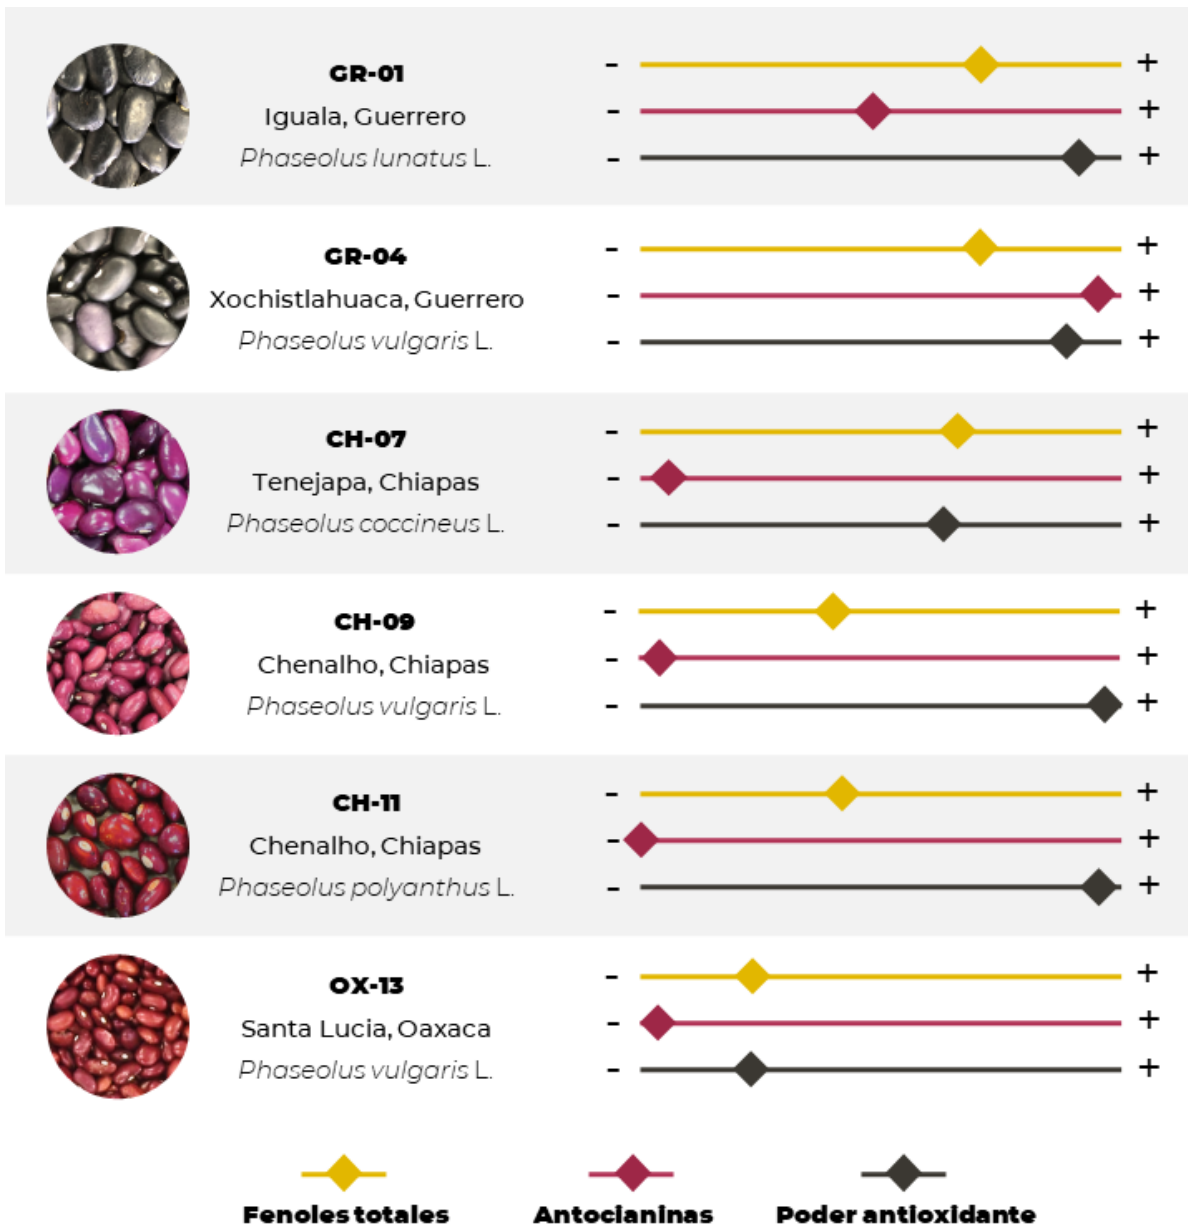 GR-01
Iguala, Guerrero
Phaseolus lunatus L.
- +
- +
- +
GR-04
Xochistlahuaca, Guerrero
Phaseolus vulgaris L.
- +
- +
- +
CH-07
Tenejapa, Chiapas
Phaseolus coccineus L.
- +
- +
- +
CH-09
Chenalho, Chiapas
Phaseolus vulgaris L.
- +
- +
- +
CH-11
Chenalho, Chiapas
Phaseolus polyanthus L.
- +
- +
- +
OX-13
Santa Lucia, Oaxaca
Phaseolus vulgaris L.
- +
- +
- +
Fenoles totales Antocianinas Poder antioxidante